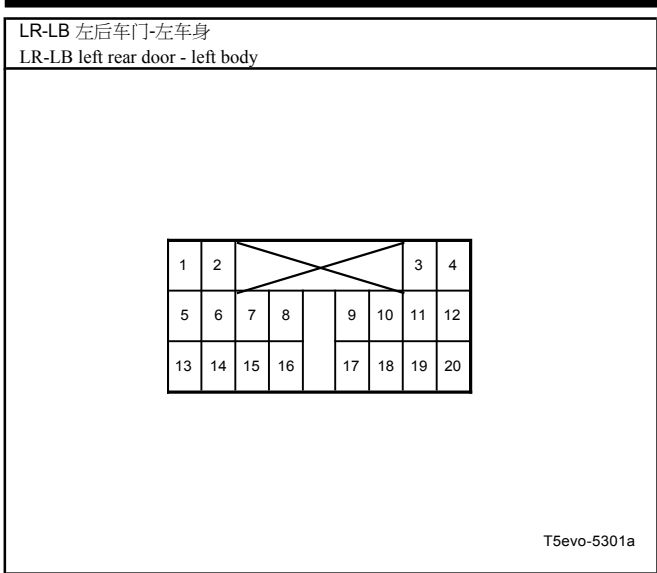 LR-LB 左后车门-左车身
LR-LB left rear door - left body
1 2 3 4
5 6 7 8 9 10 11 12
13 14 15 16 17 18 19 20
T5evo-5301a